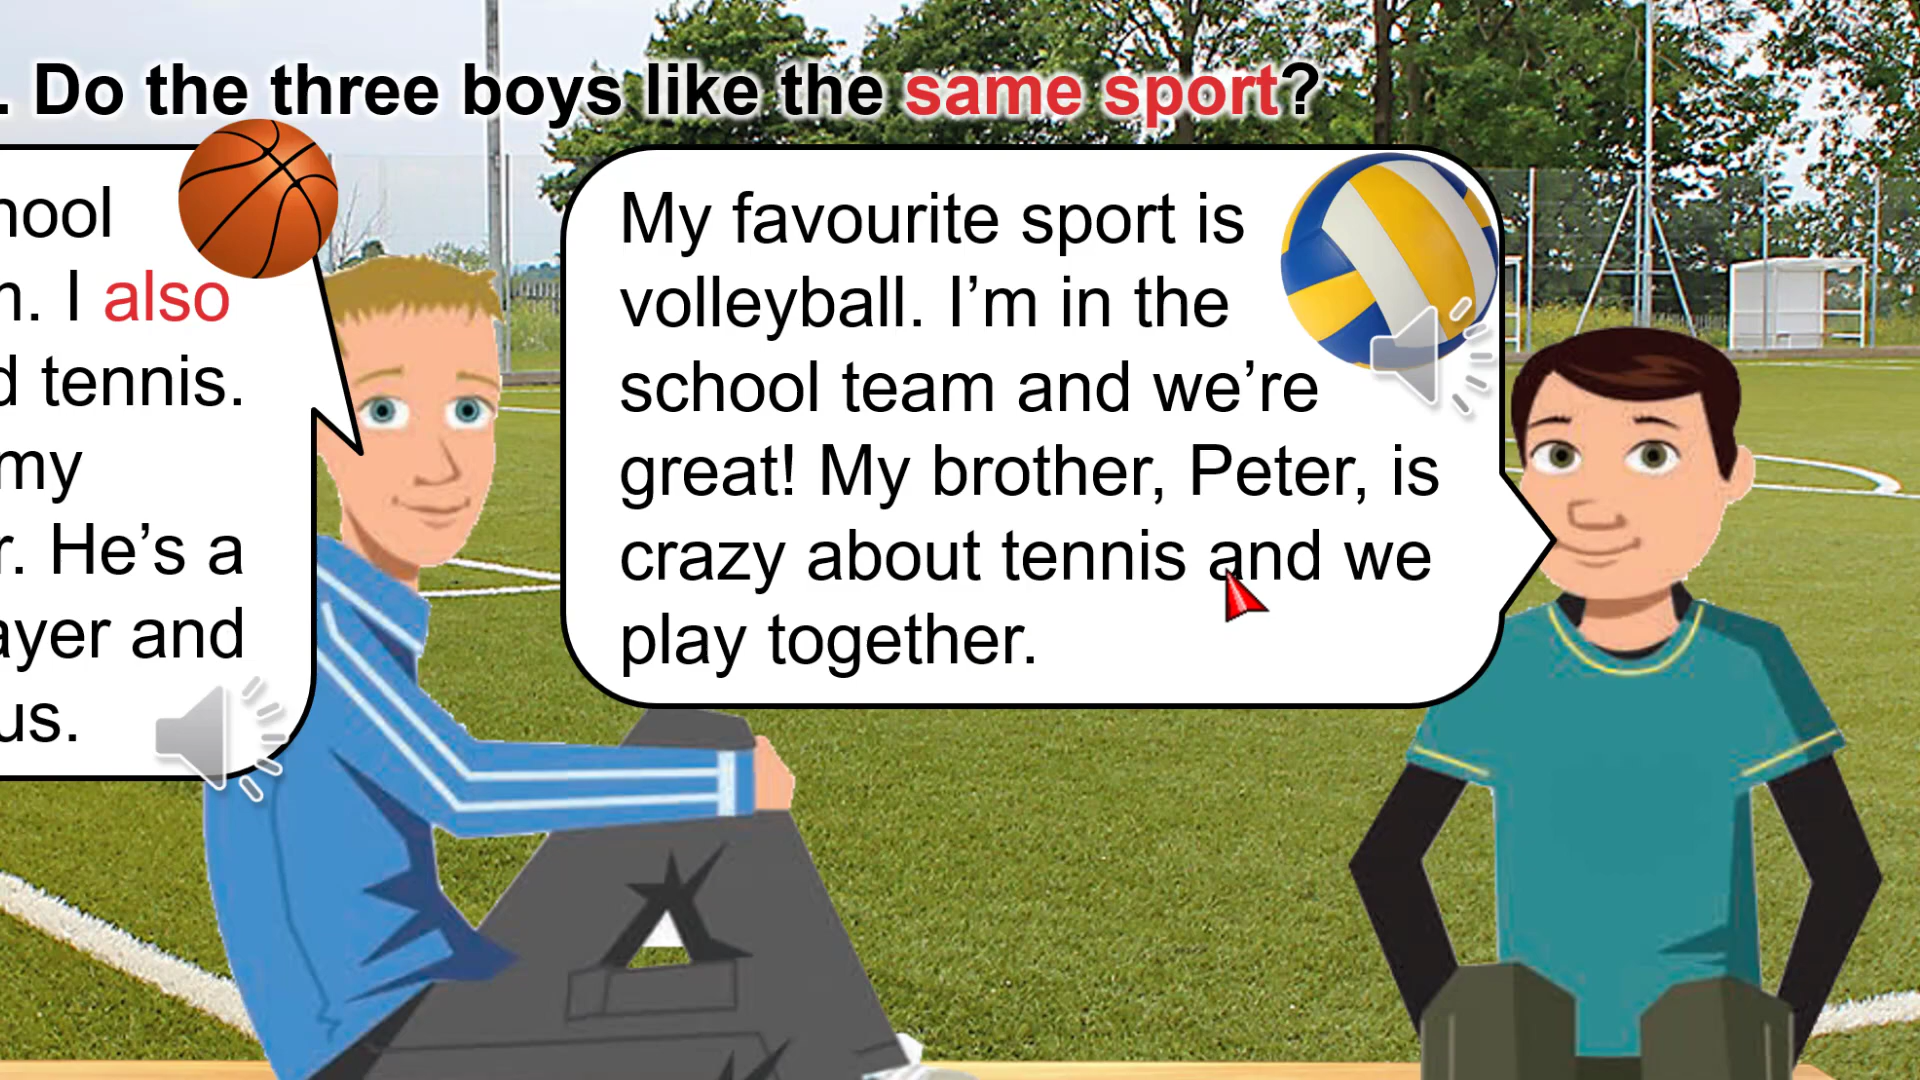 . Do the three boys like the same sport?
hool
m. I also
d tennis.
my
r. He's a
ayer and
us.
My favourite sport is
volleyball. I'm in the
school team and we're
great! My brother, Peter, is
crazy about tennis and we
play together.